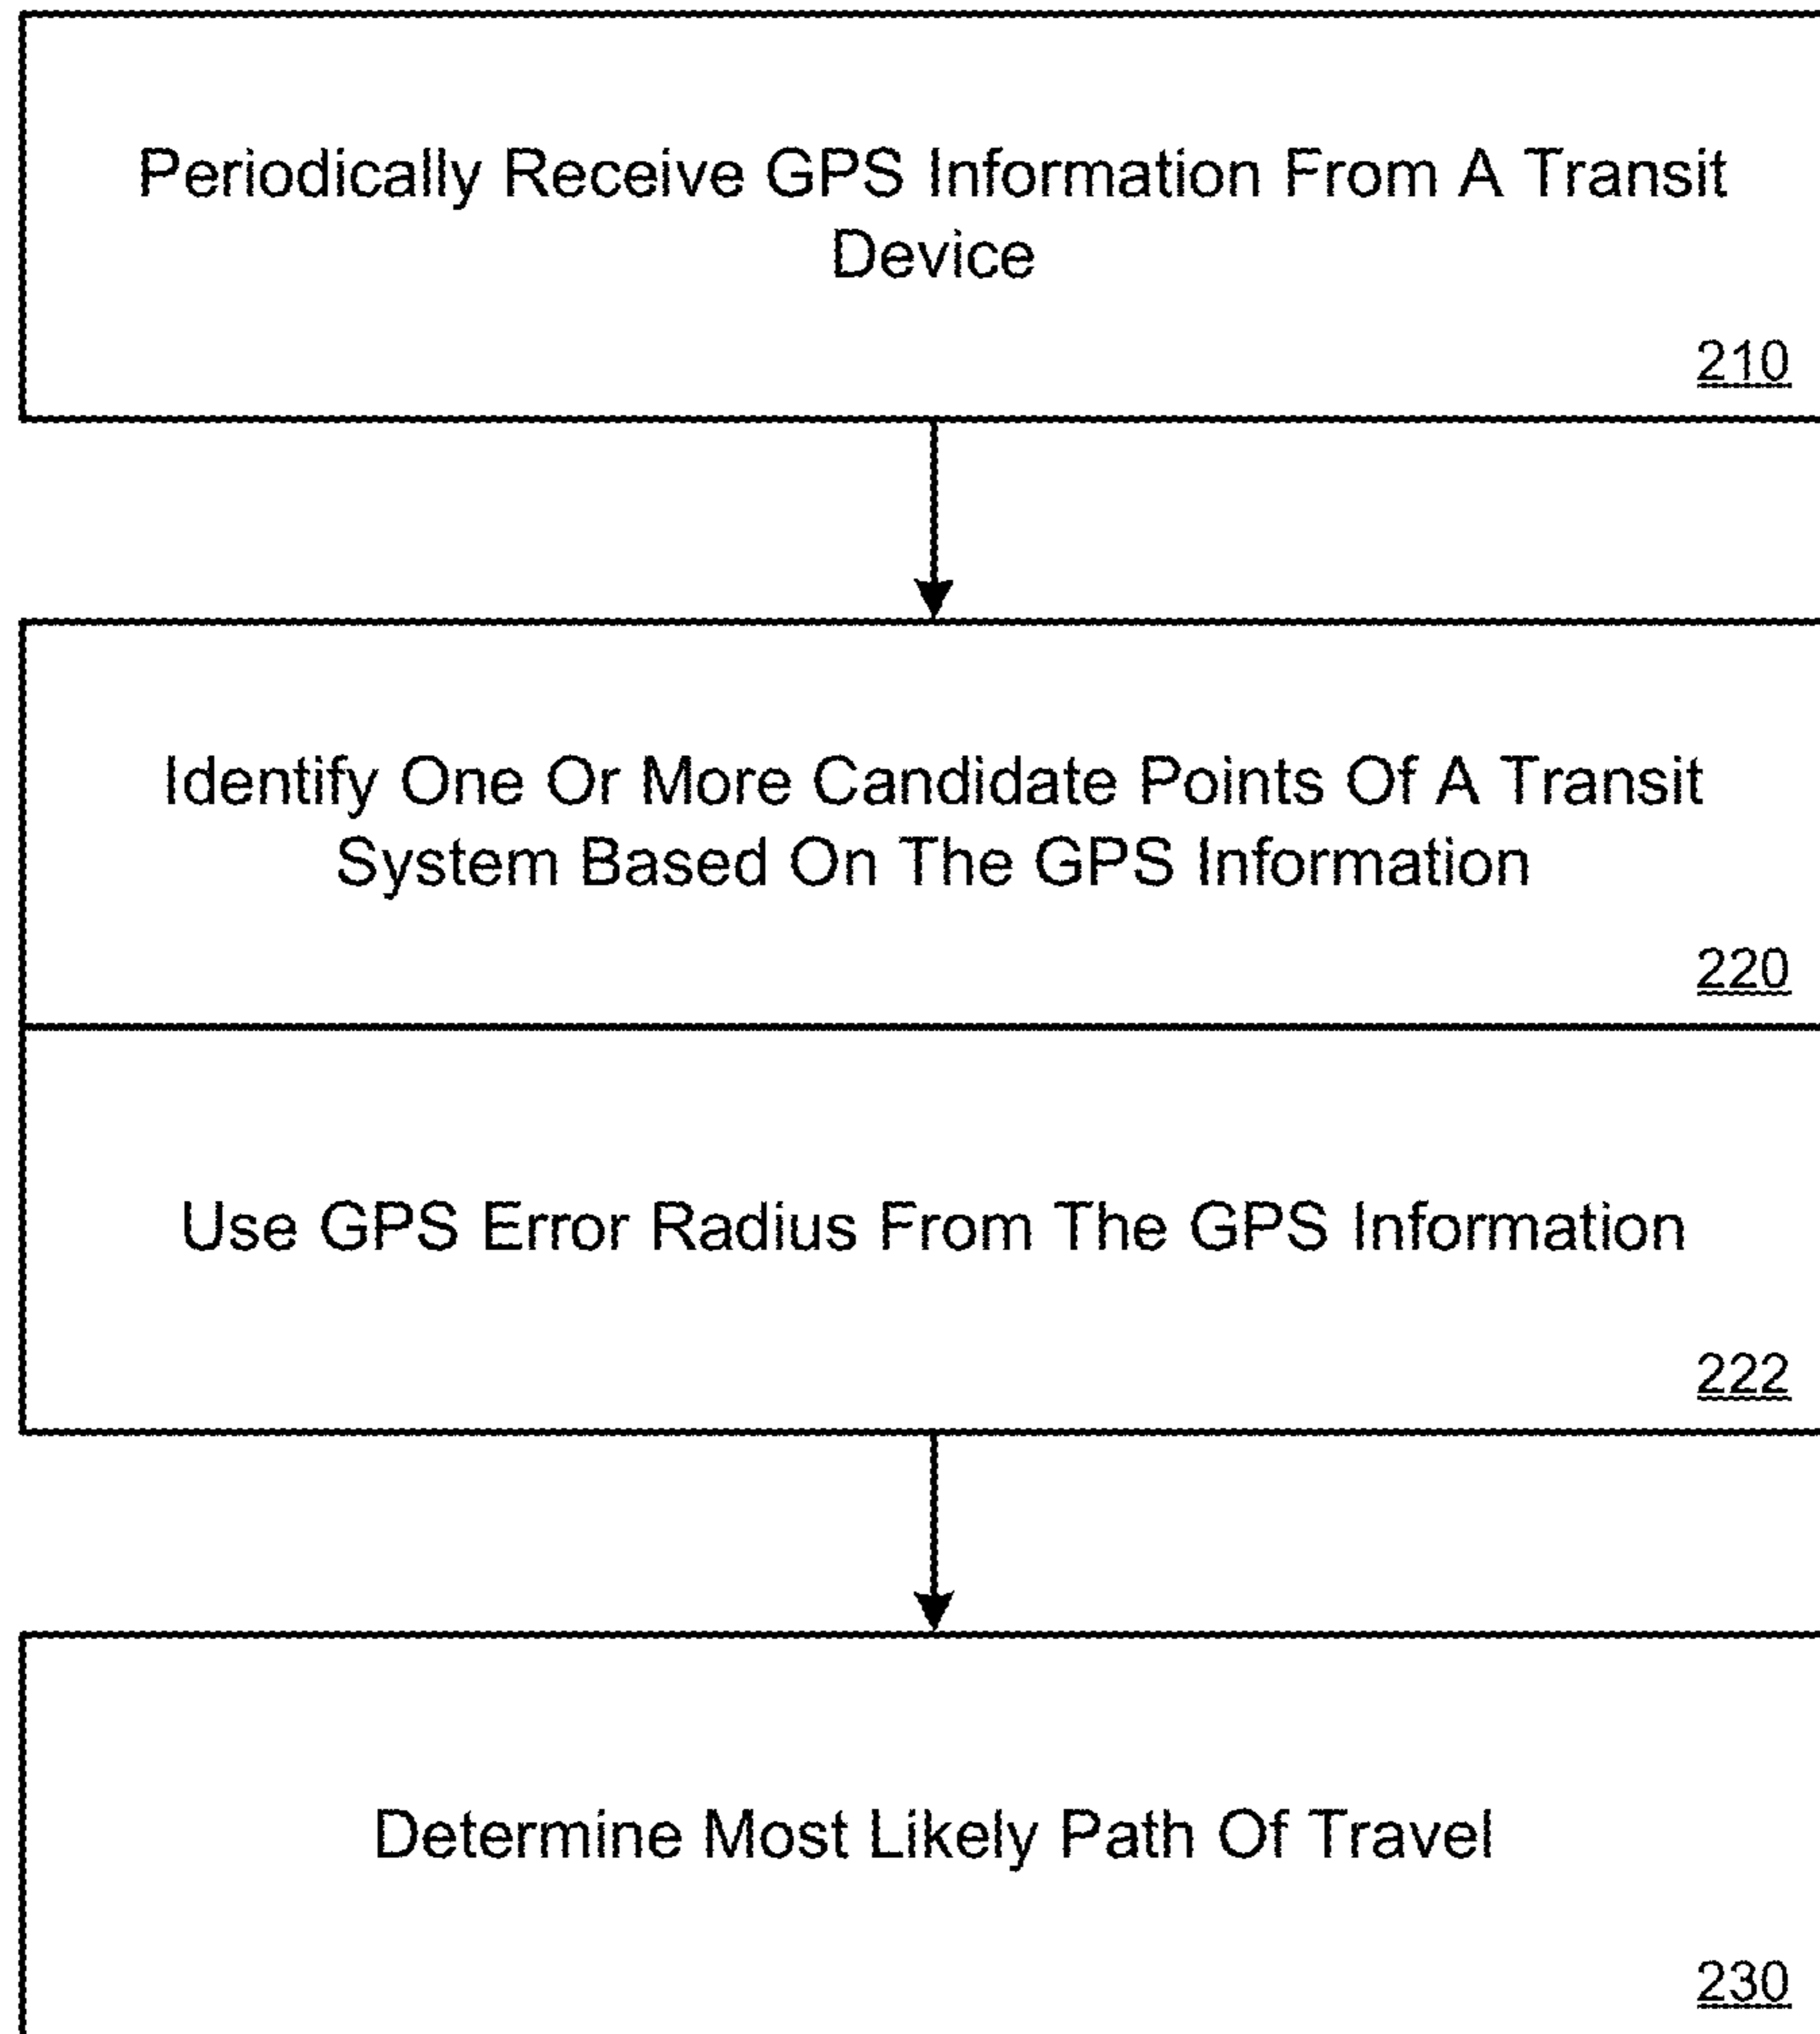 Periodically Receive GPS Information From A Transit
Device
210
Identify One Or More Candidate Points Of A Transit
System Based On The GPS Information
220
Use GPS Error Radius From The GPS Information
222
Determine Most Likely Path Of Travel
230